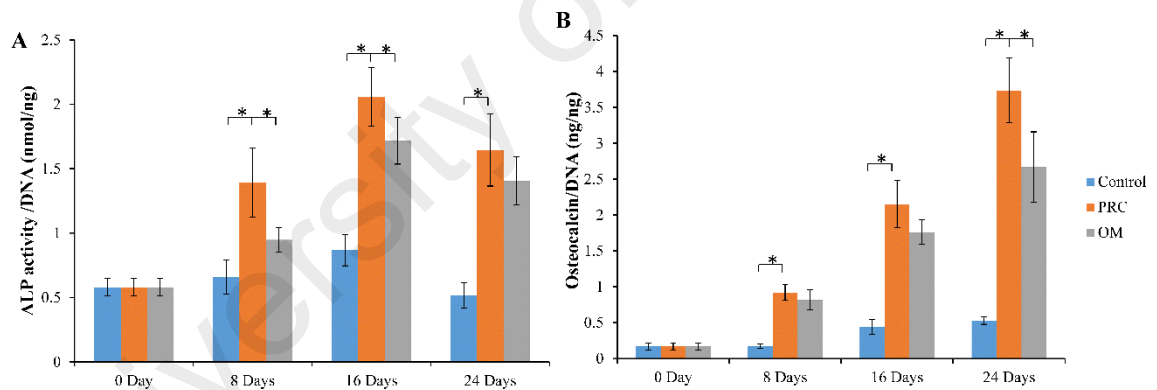 A
ALP activity /DNA (nmol/ng)
2.5
2
1.5
1
0.5
0
* *
* *
*
0 Day 8 Days 16 Days 24 Days
B
Osteocalcin/DNA (ng/ng)
4.5
4
3.5
3
2.5
2
1.5
1
0.5
0
*
*
* *
0 Day 8 Days 16 Days 24 Days
Control
PRC
OM